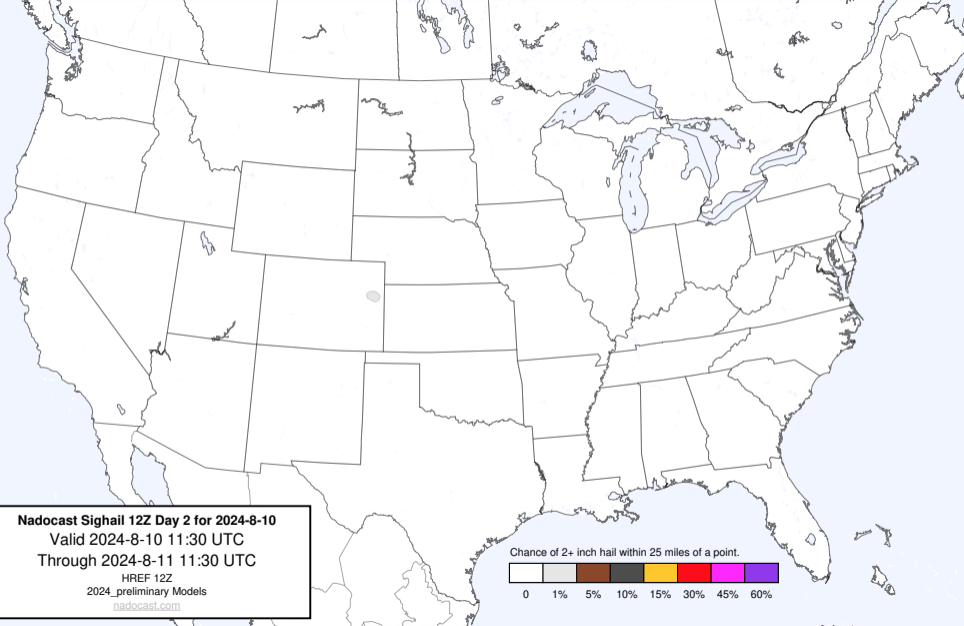 Nadocast Sighail 12Z Day 2 for 2024-8-10
Valid 2024-8-10 11:30 UTC
Through 2024-8-11 11:30 UTC
HREF 12Z
2024_preliminary Models
nadocast.com
Chance of 2+ inch hail within 25 miles of a point.
0 1% 5% 10% 15% 30% 45% 60%